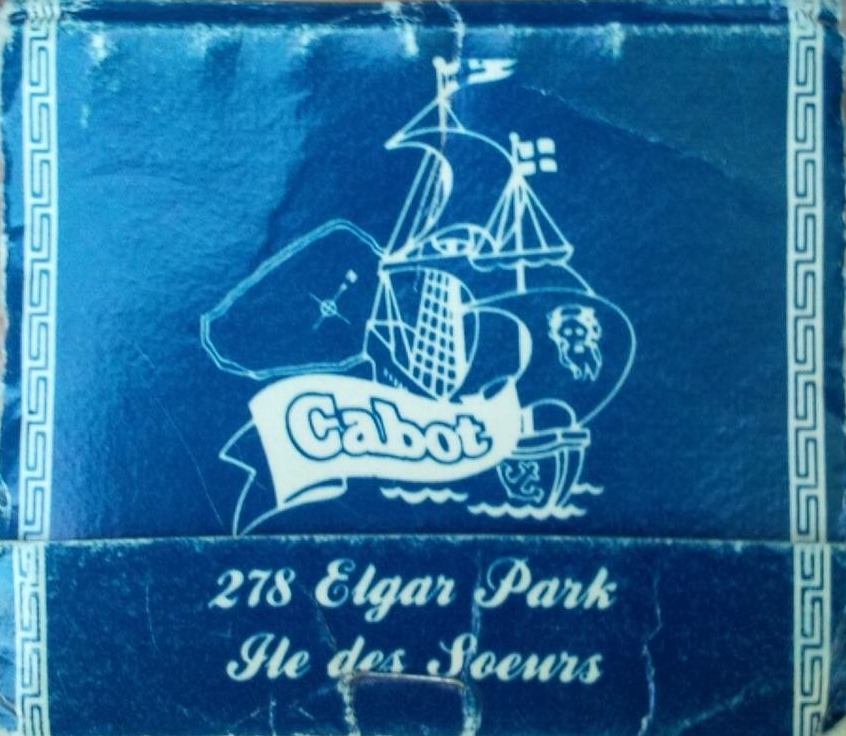 Cabot
278 Elgar Park
Ile des Soeurs